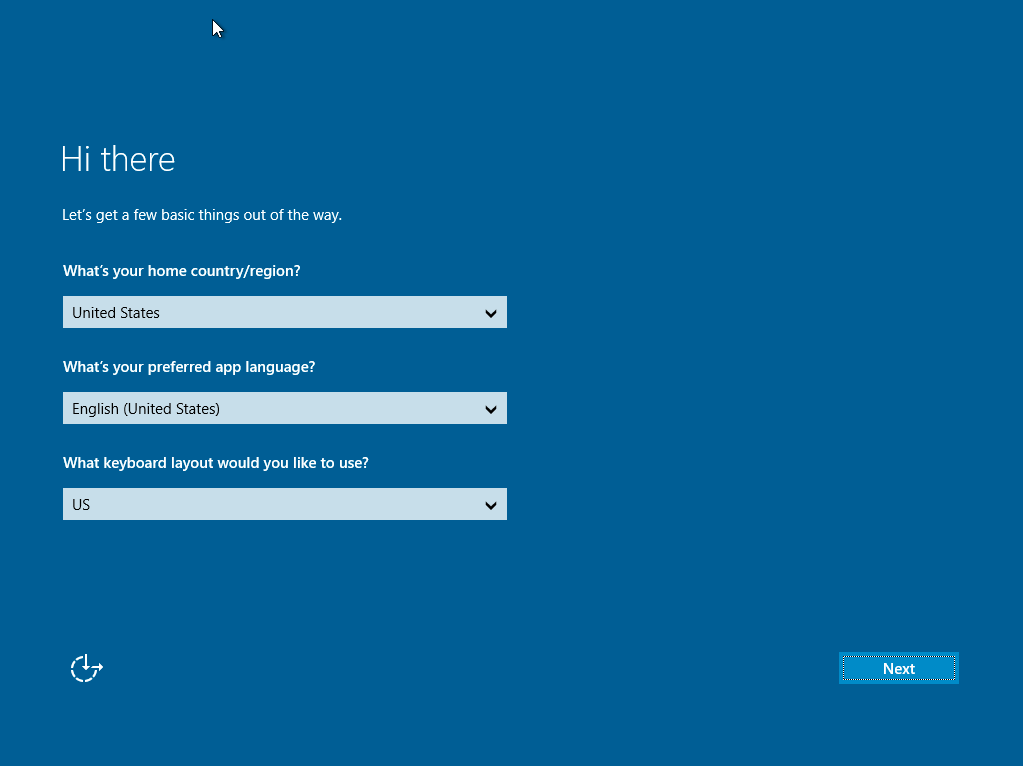 Hi there
Let's get a few basic things out of the way.
What's your home country/region?
United States
What's your preferred app language?
English (United States)
What keyboard layout would you like to use?
US
Next